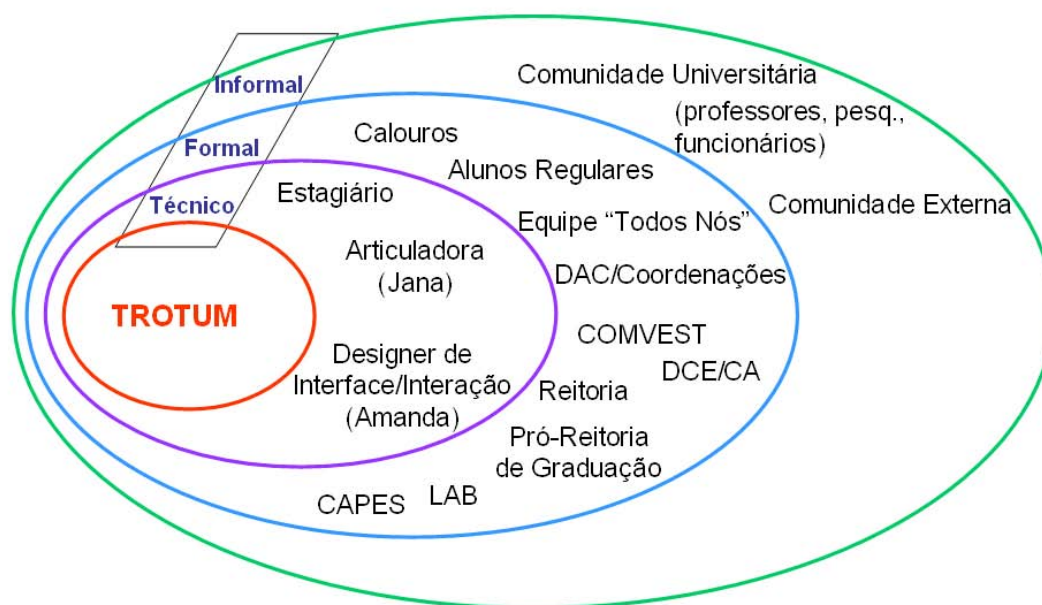 Informal
Formal
Técnico
TROTUM
Estagiário
Articuladora
(Jana)
Designer de
Interface/Interação
(Amanda)
Calouros
Alunos Regulares
Equipe “Todos Nós”
DAC/Coordenações
COMVEST
DCE/CA
Reitoria
Pró-Reitoria
de Graduação
LAB
CAPES
Comunidade Universitária
(professores, pesq.,
funcionários)
Comunidade Externa